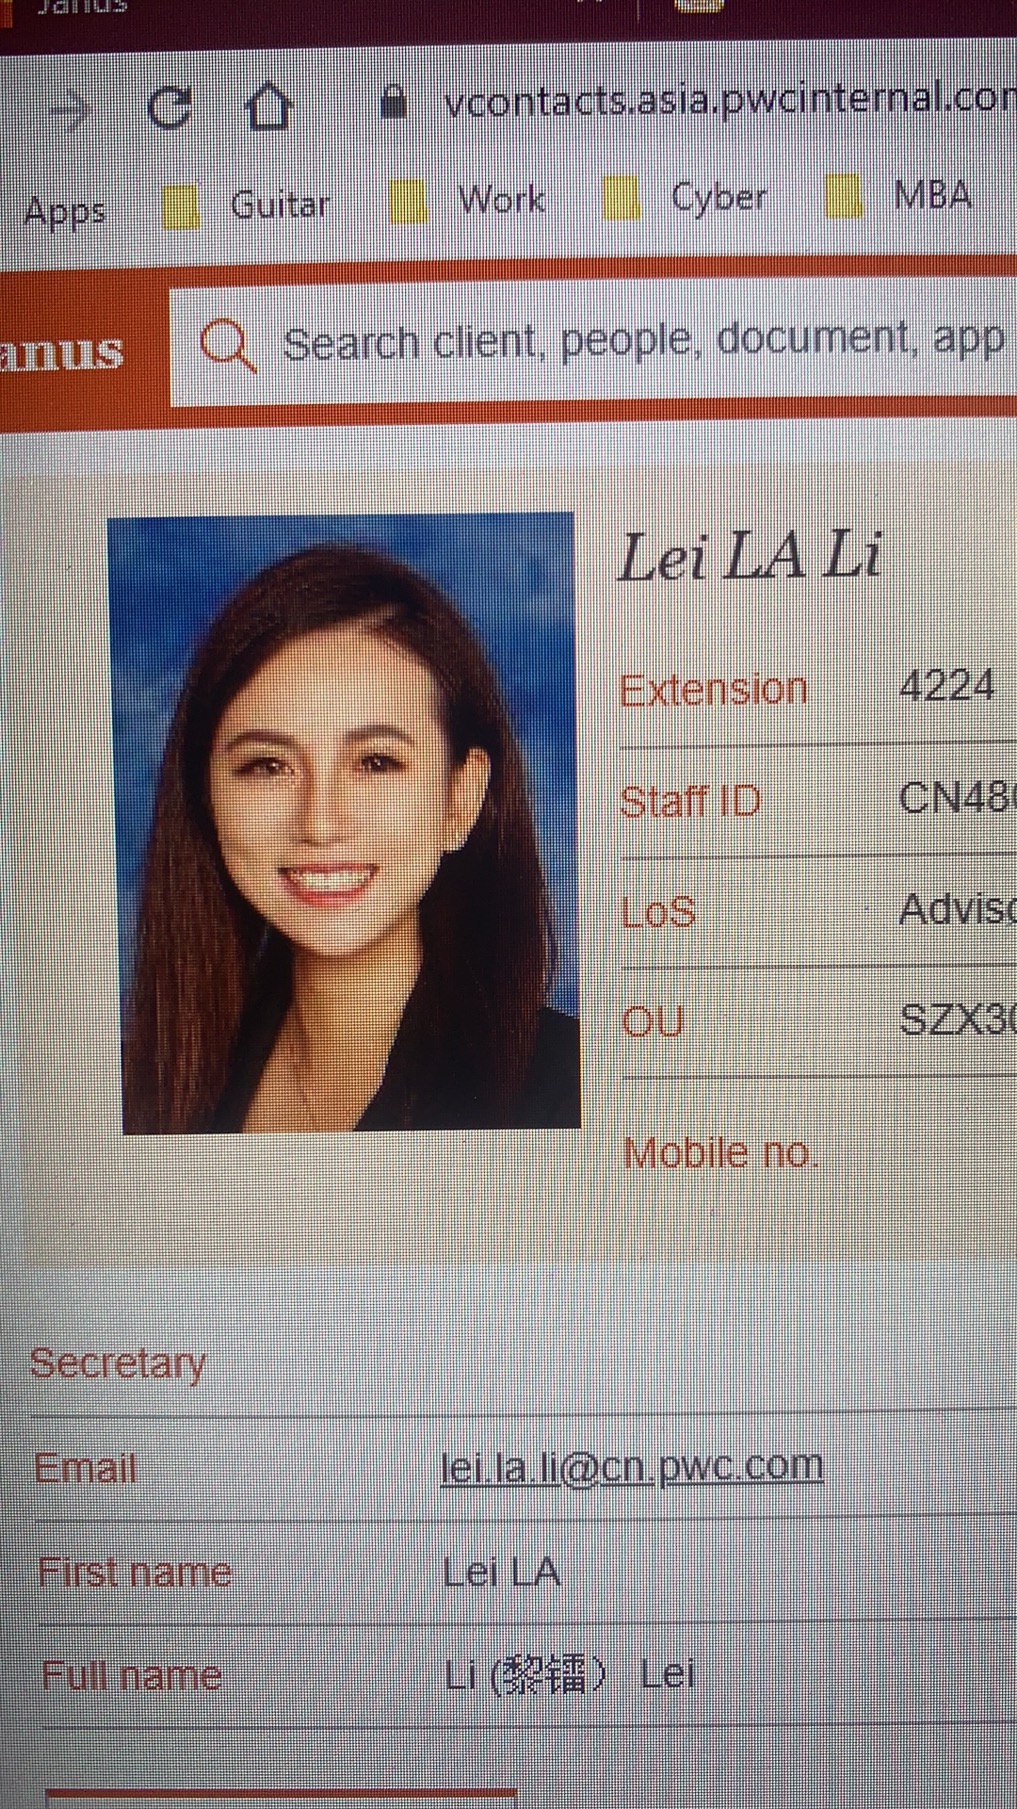 Janus
vcontacts.asia.pwcinternal.com
Apps Guitar Work Cyber MBA
anus Search client, people, document, app
Lei LA Li
Extension 4224
Staff ID CN48
LoS Adviso
OU SZX3
Mobile no.
Secretary
Email lei.la.li@cn.pwc.com
First name Lei LA
Full name Li (黎镭) Lei